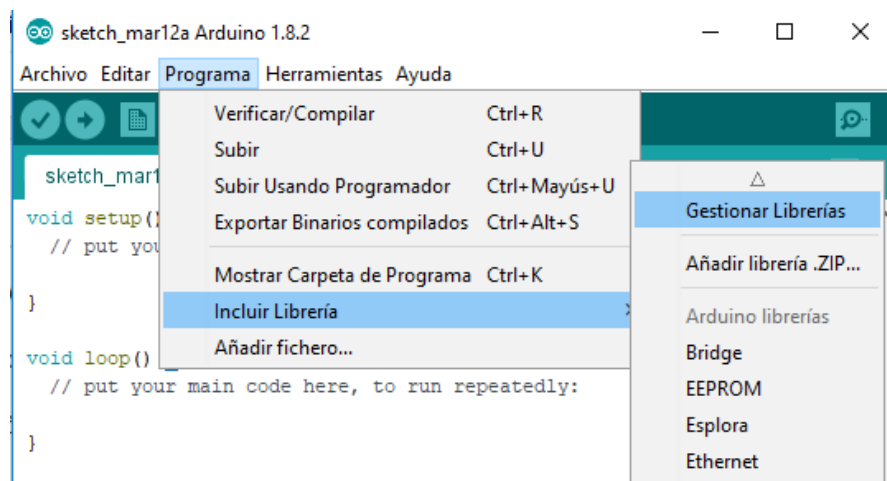 sketch_mar12a Arduino 1.8.2
Archivo Editar Programa Herramientas Ayuda
Verificar/Compilar Ctrl+R
Subir Ctrl+U
sketch_mar1
Subir Usando Programador Ctrl+Mayús+U
Gestionar Librerías
void setup()
Exportar Binarios compilados Ctrl+Alt+S
// put you
Añadir librería .ZIP...
Mostrar Carpeta de Programa Ctrl+K
}
Incluir Librería
Arduino librerías
Añadir fichero...
void loop()
Bridge
// put your main code here, to run repeatedly:
EEPROM
Esplora
}
Ethernet